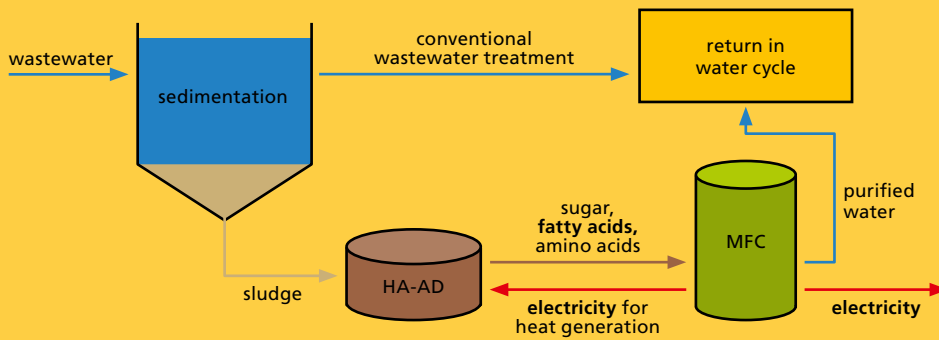 wastewater
sedimentation
conventional
wastewater treatment
return in
water cycle
sludge
HA-AD
sugar,
fatty acids,
amino acids
electricity for
heat generation
MFC
purified
water
electricity